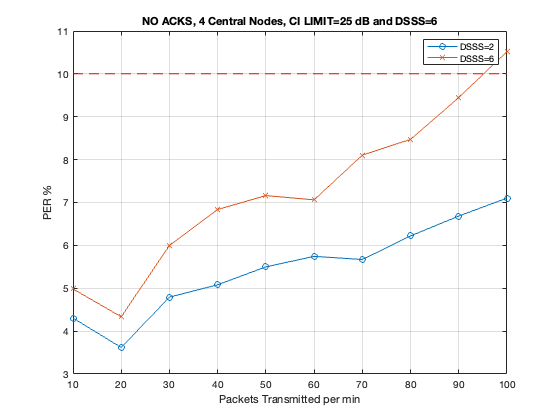 NO ACKS, 4 Central Nodes, CI LIMIT=25 dB and DSSS=6
DSSS=2
DSSS=6
PER %
11
10
9
8
7
6
5
4
3
10 20 30 40 50 60 70 80 90 100
Packets Transmitted per min